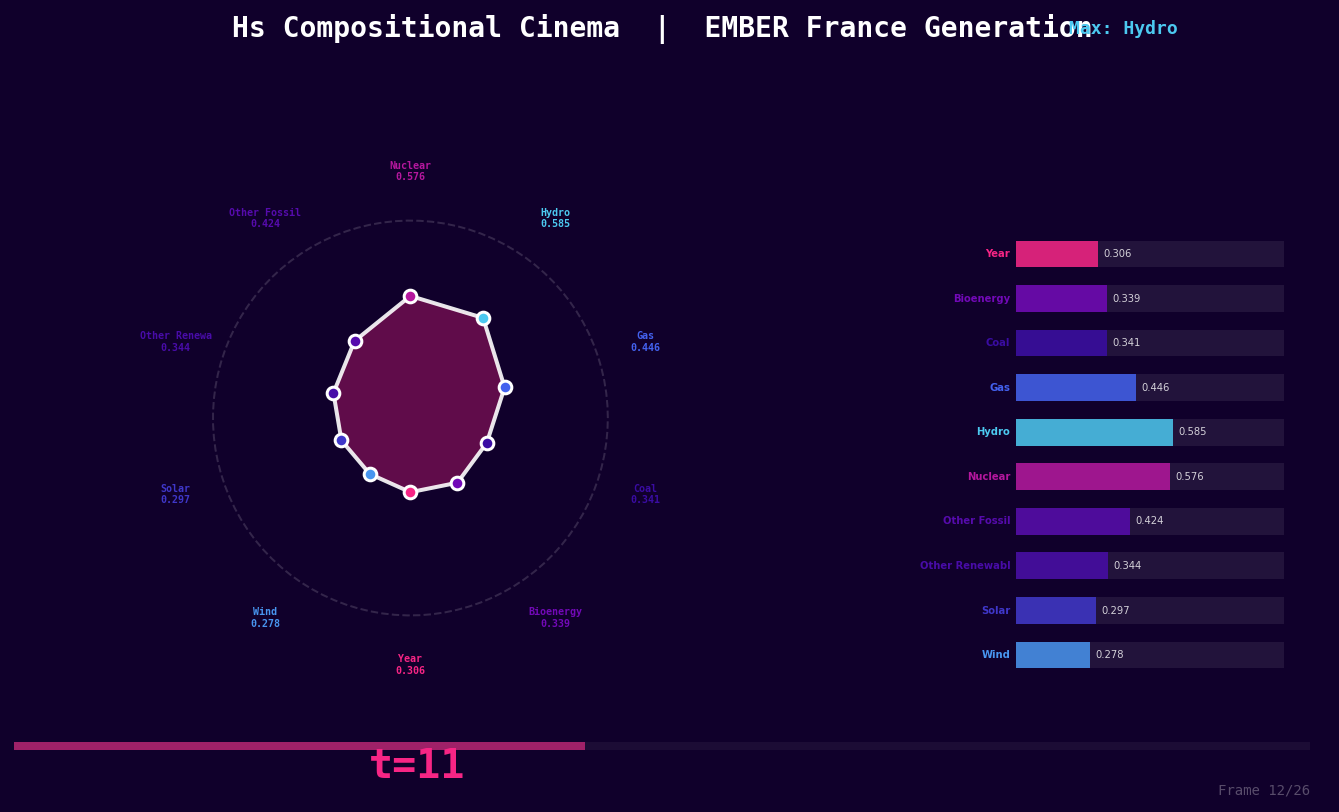 Hs Compositional Cinema  |  EMBER France Generation
Max: Hydro
Nuclear
0.576
Other Fossil
0.424
Hydro
0.585
Other Renewa
0.344
Gas
0.446
Solar
0.297
Coal
0.341
Wind
0.278
Bioenergy
0.339
Year
0.306
Year 0.306
Bioenergy 0.339
Coal 0.341
Gas 0.446
Hydro 0.585
Nuclear 0.576
Other Fossil 0.424
Other Renewabl 0.344
Solar 0.297
Wind 0.278
t=11
Frame 12/26